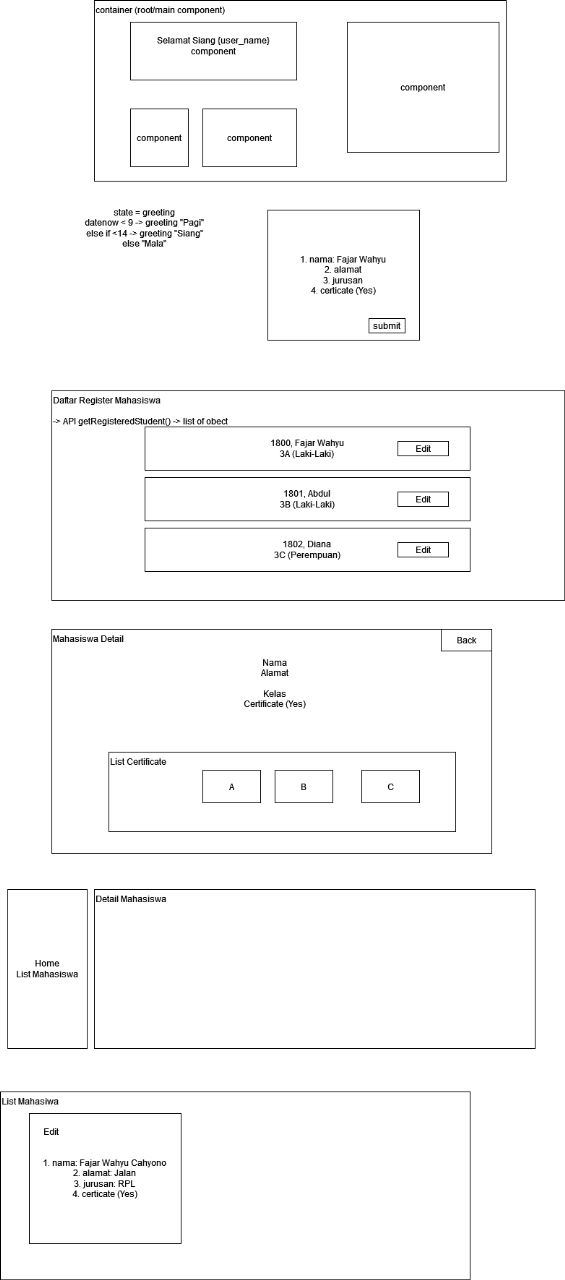 container (root/main component)
Selamat Siang {user_name}
component
component
component
component
state = greeting
datenow < 9 -> greeting "Pagi"
else if <14 -> greeting "Siang"
else "Mala"
1. nama: Fajar Wahyu
2. alamat
3. jurusan
4. certicate (Yes)
submit
Daftar Register Mahasiswa
-> API getRegisteredStudent() -> list of obect
1800, Fajar Wahyu
3A (Laki-Laki)
Edit
1801, Abdul
3B (Laki-Laki)
Edit
1802, Diana
3C (Perempuan)
Edit
Mahasiswa Detail
Back
Nama
Alamat
Kelas
Certificate (Yes)
List Certificate
A
B
C
Home
List Mahasiswa
Detail Mahasiswa
List Mahasiwa
Edit
1. nama: Fajar Wahyu Cahyono
2. alamat: Jalan
3. jurusan: RPL
4. certicate (Yes)